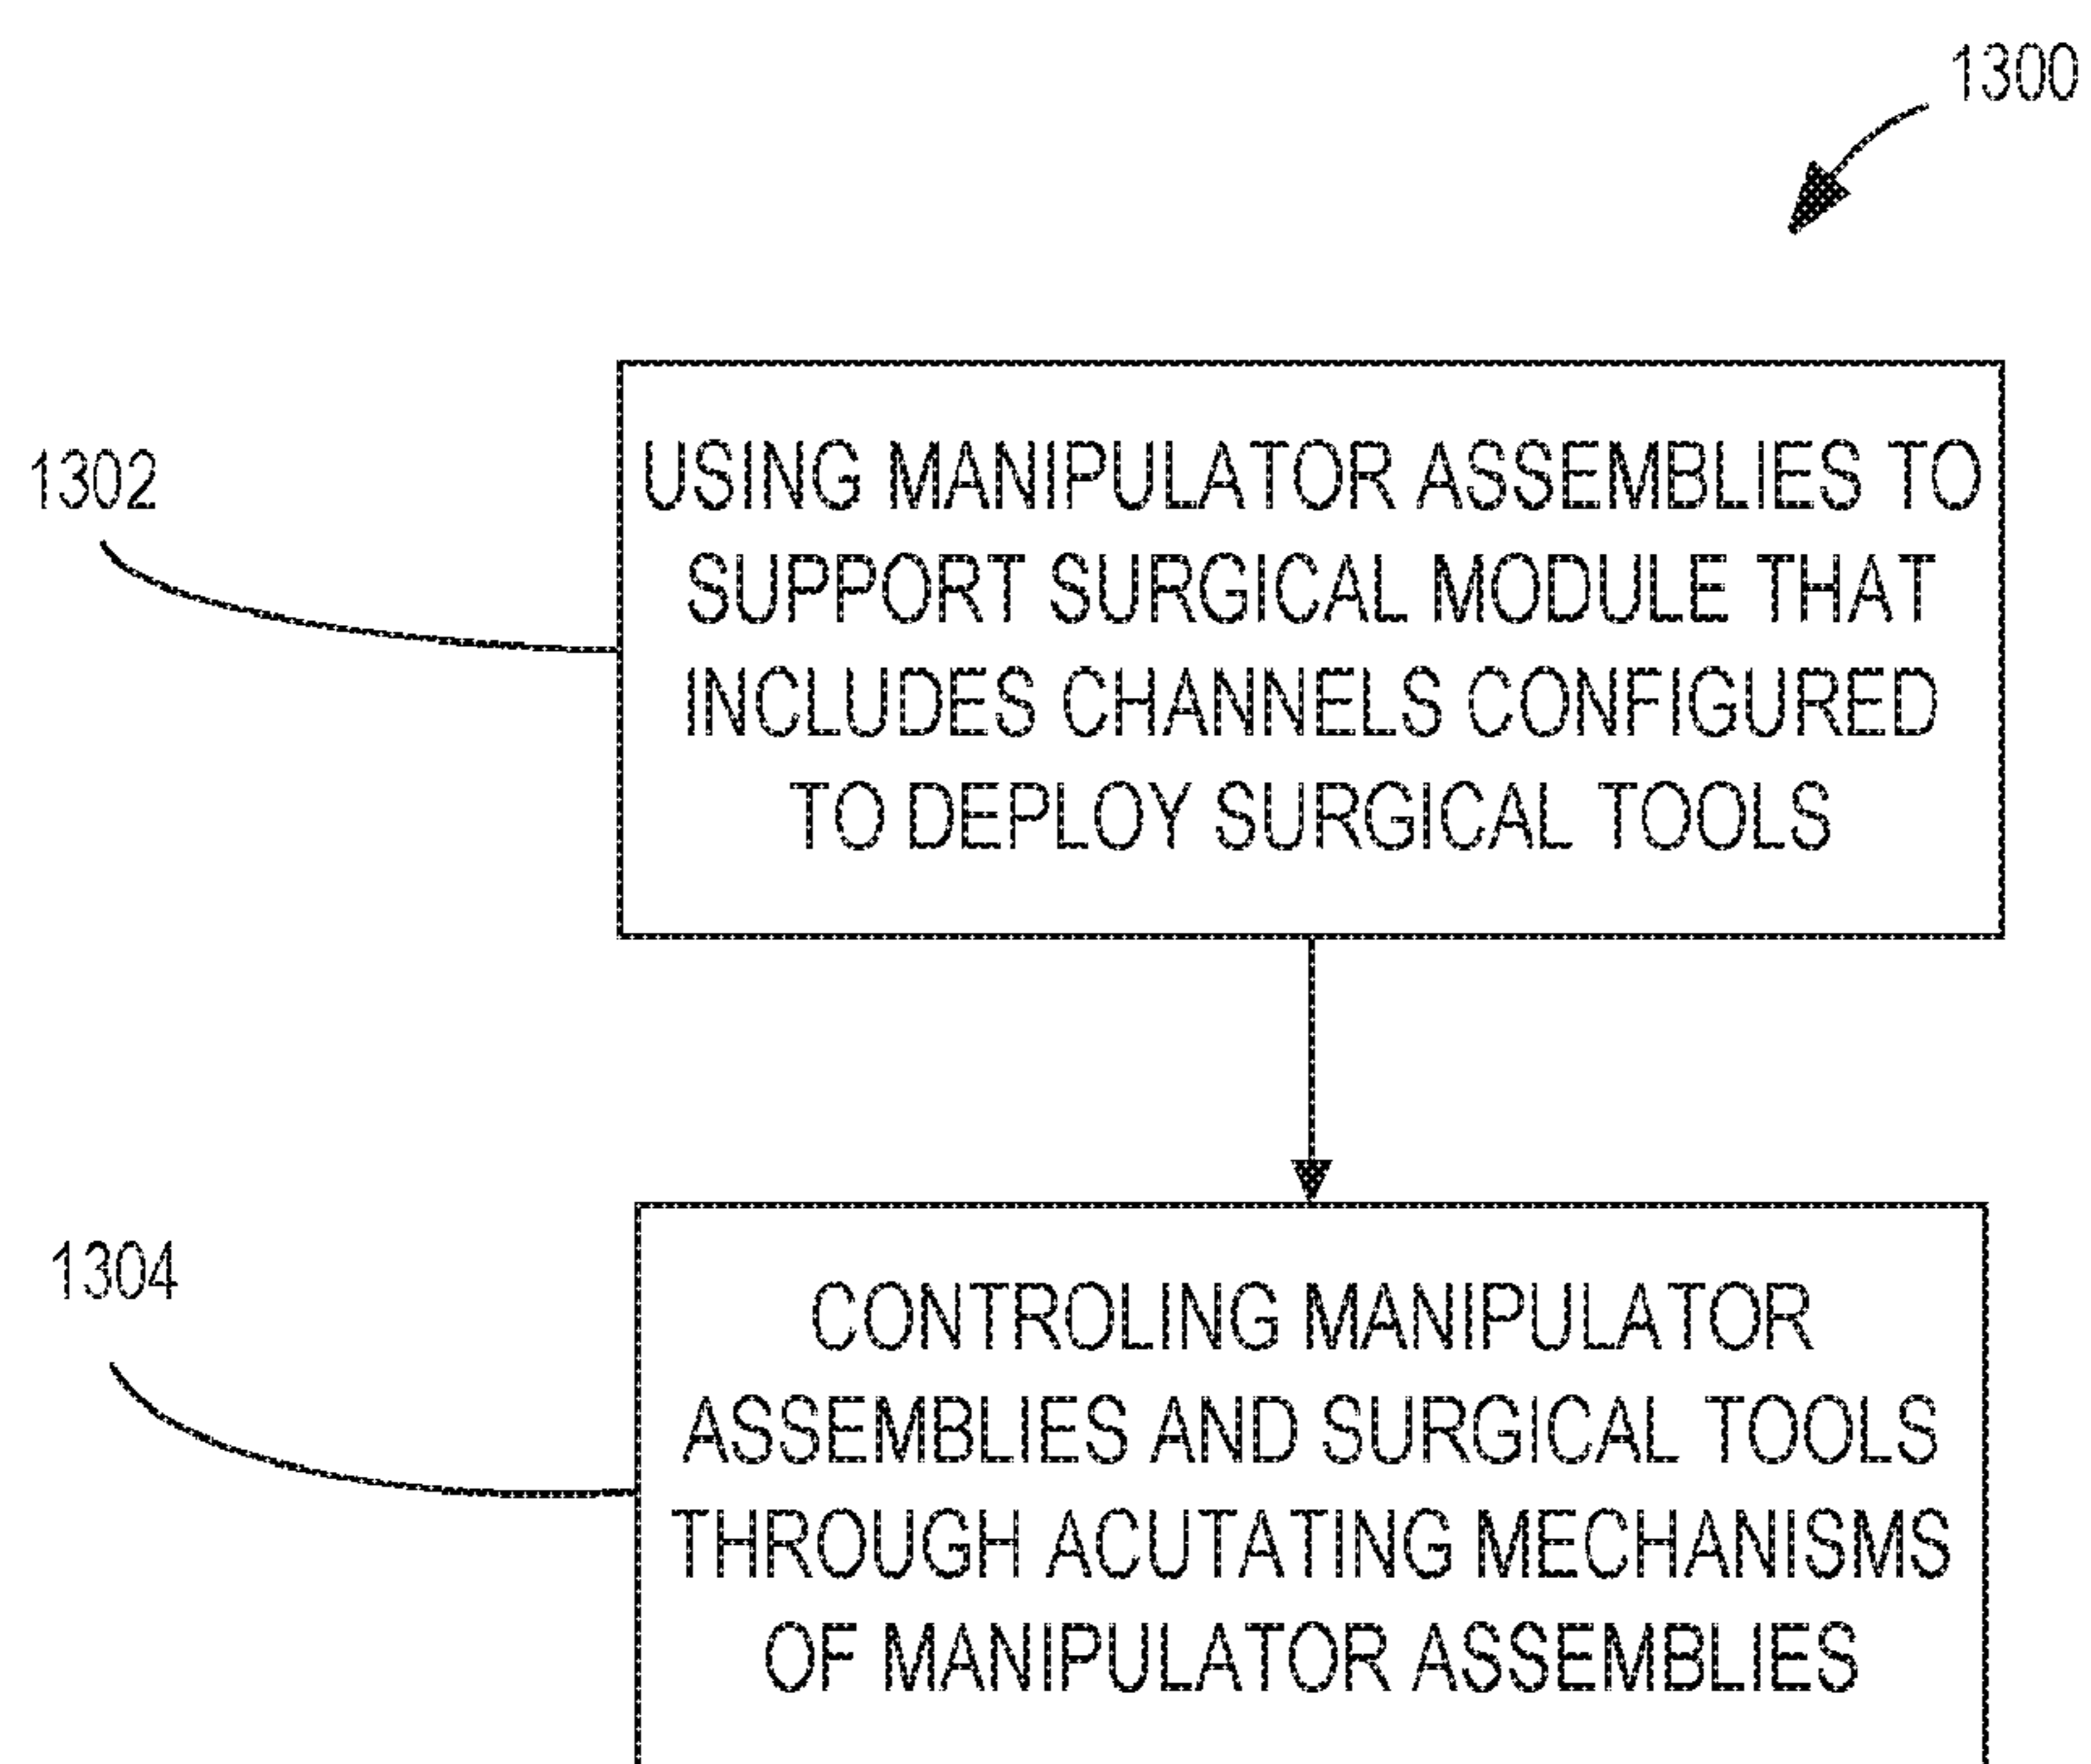 1300
1302
USING MANIPULATOR ASSEMBLIES TO
SUPPORT SURGICAL MODULE THAT
INCLUDES CHANNELS CONFIGURED
TO DEPLOY SURGICAL TOOLS
1304
CONTROLING MANIPULATOR
ASSEMBLIES AND SURGICAL TOOLS
THROUGH ACUTATING MECHANISMS
OF MANIPULATOR ASSEMBLIES